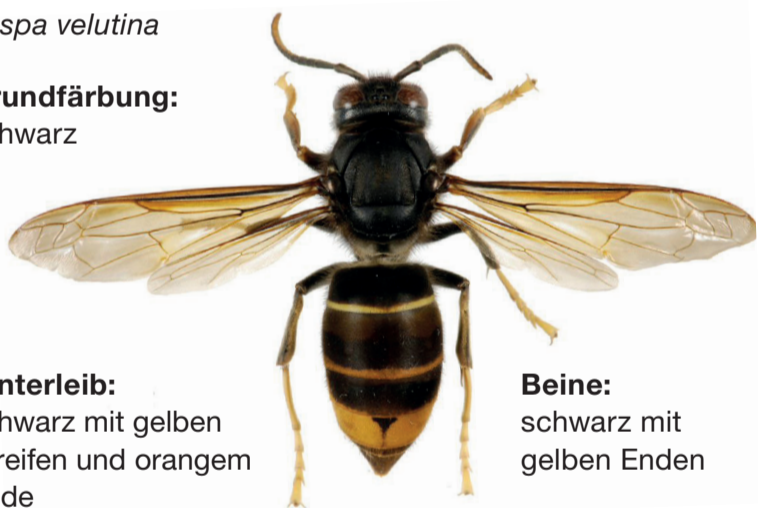 spa velutina
rundfärbung:
hwarz
nterleib:
hwarz mit gelben
reifen und orangem
de
Beine:
schwarz mit
gelben Enden